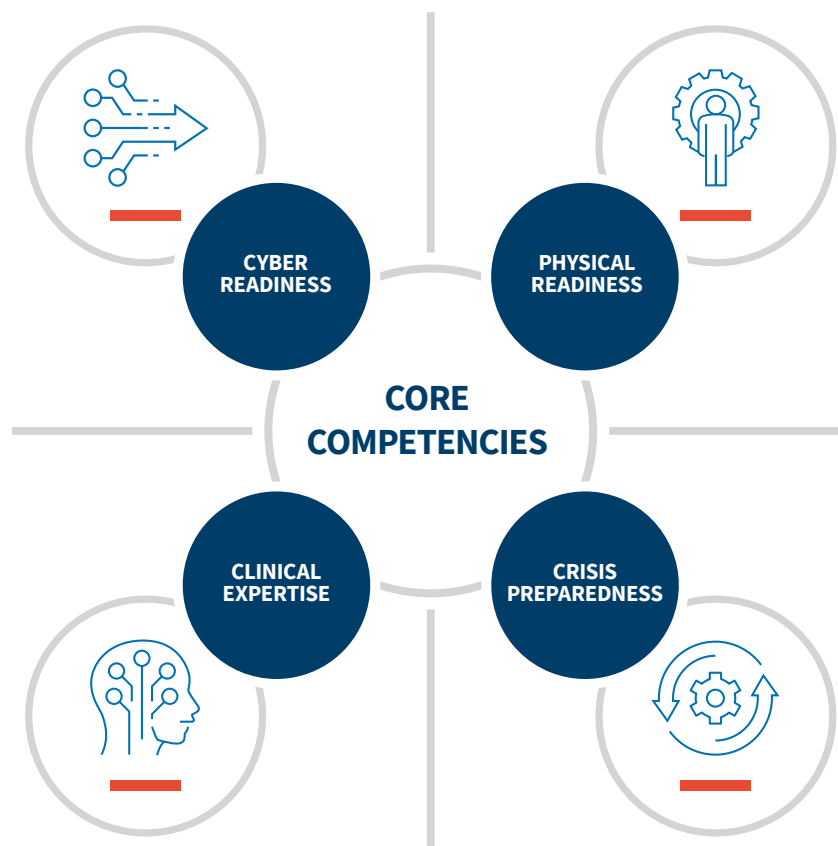 CYBER
READINESS
PHYSICAL
READINESS
CORE
COMPETENCIES
CLINICAL
EXPERTISE
CRISIS
PREPAREDNESS